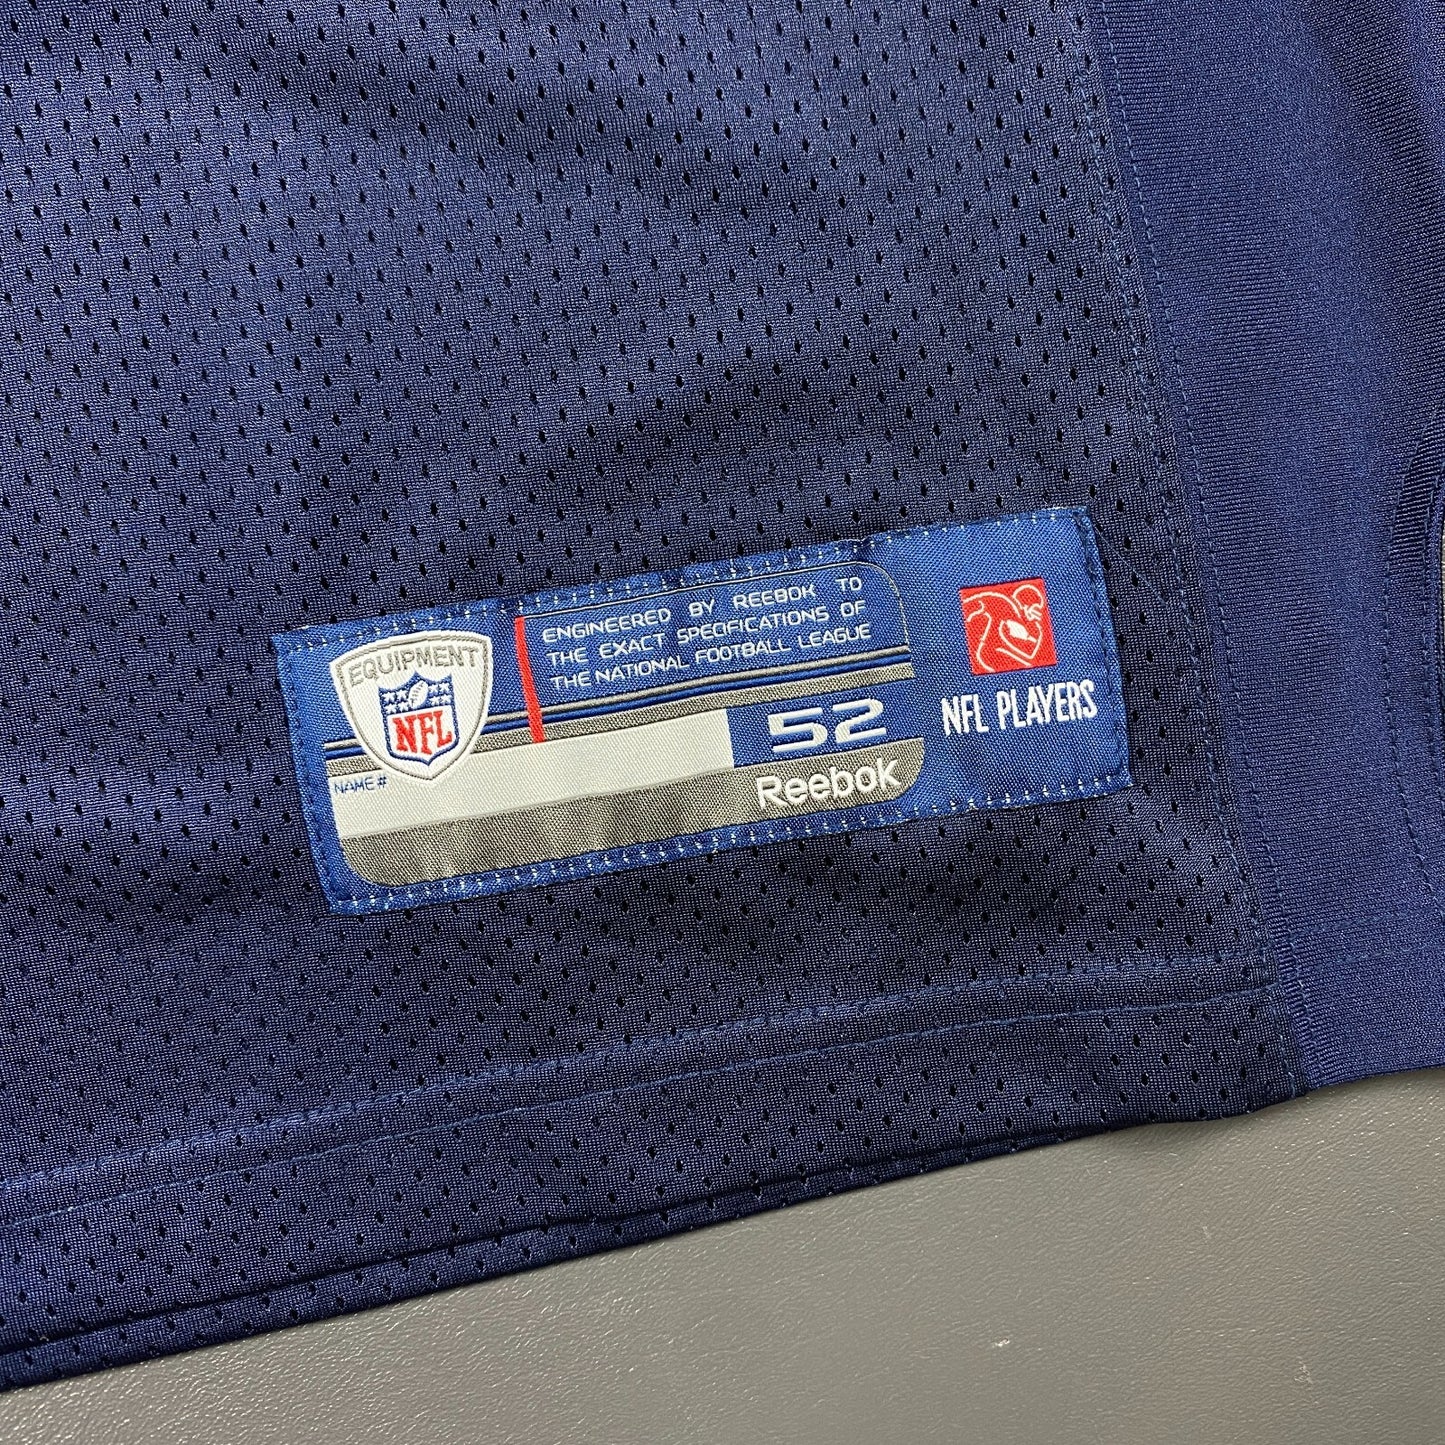 EQUIPMENT
NFL
ENGINEERED BY REEBOK TO
THE EXACT SPECIFICATIONS OF
THE NATIONAL FOOTBALL LEAGUE
NAME #
52
Reebok
NFL PLAYERS